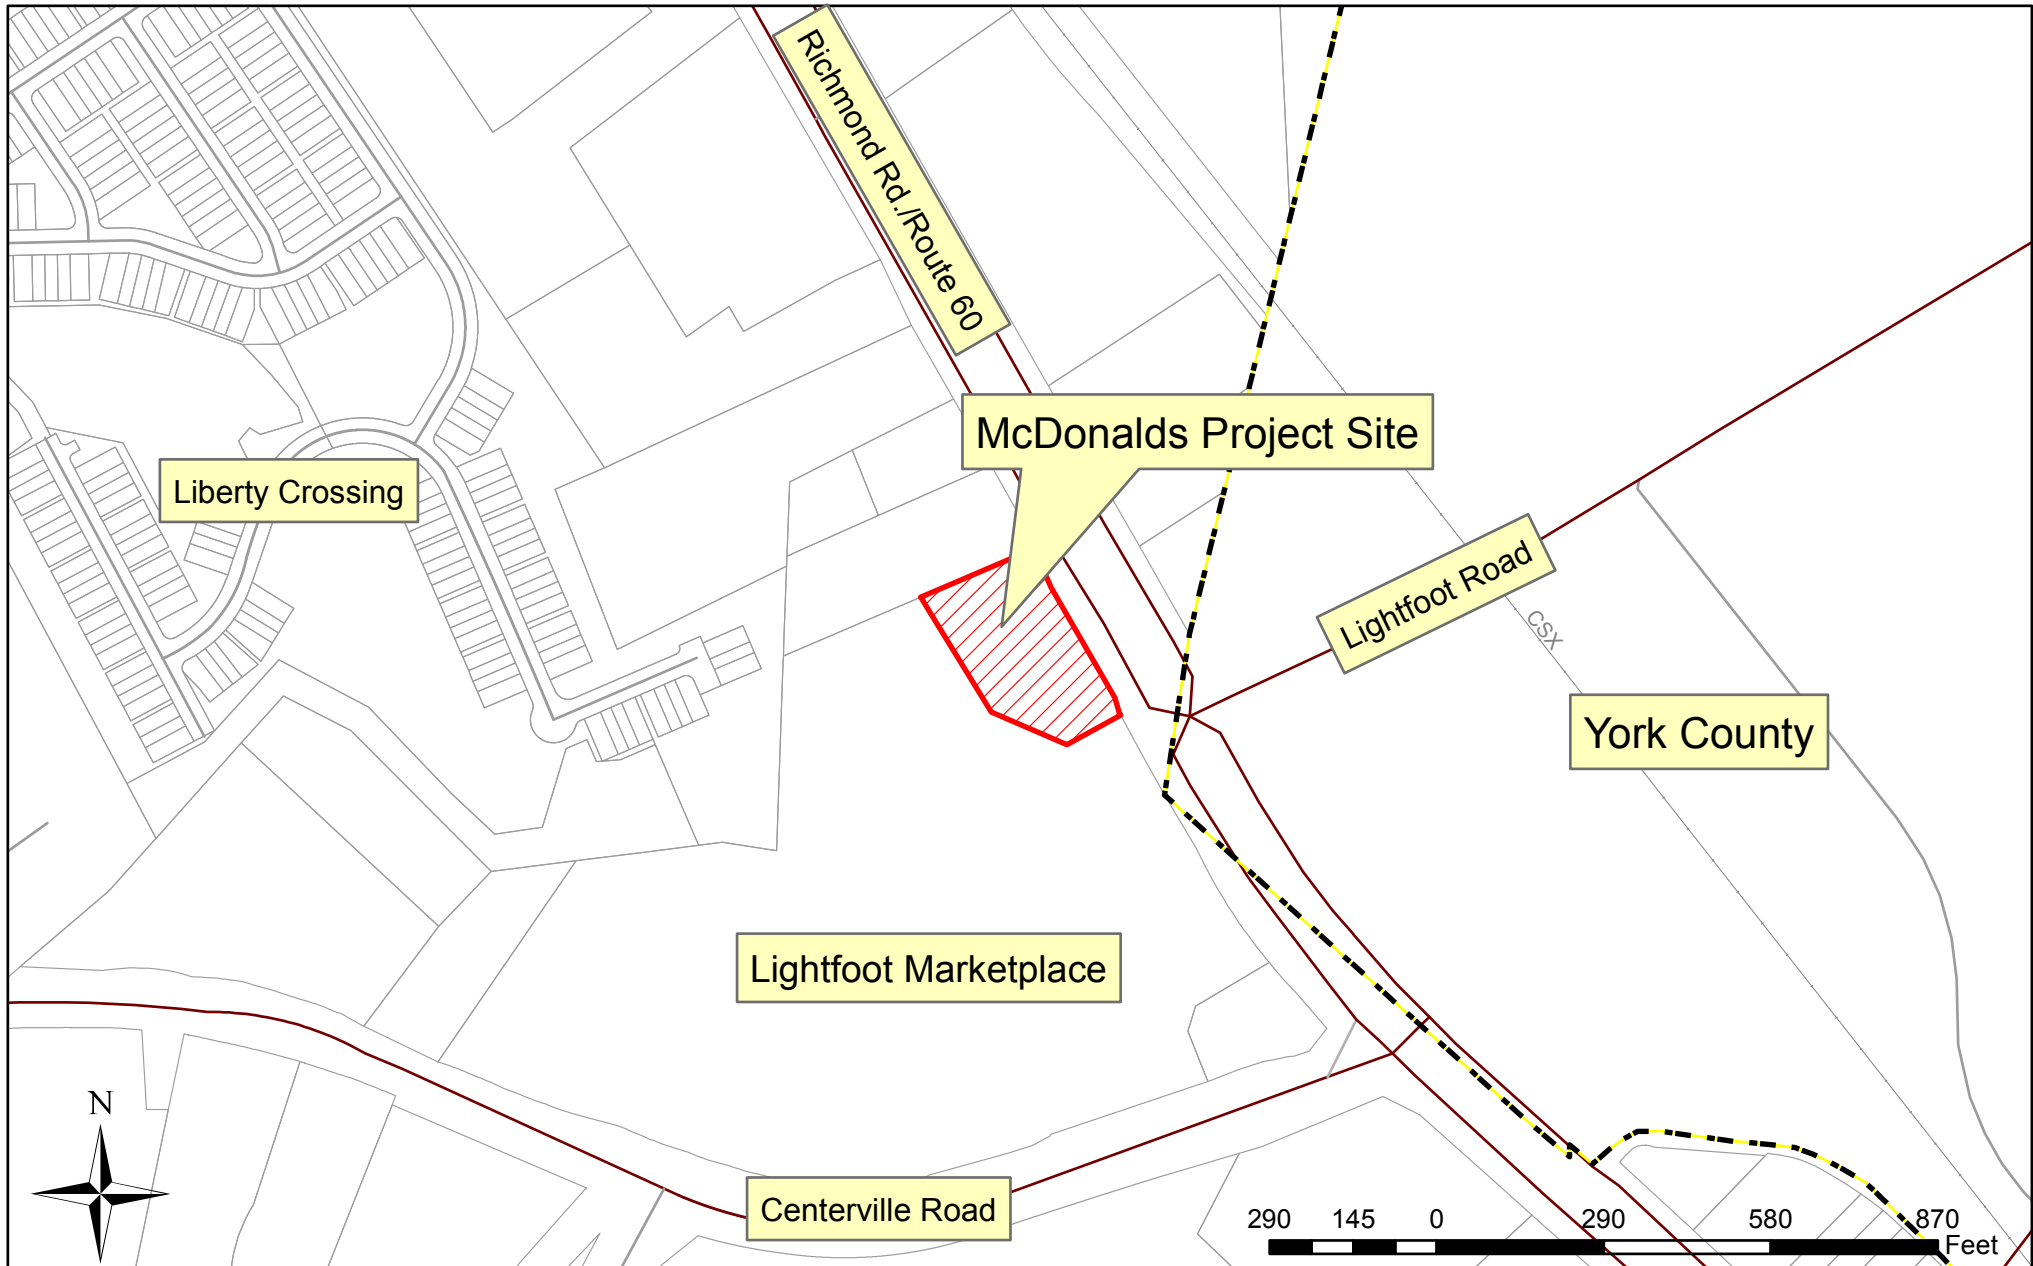 Richmond Rd./Route 60
McDonalds Project Site
Liberty Crossing
Lightfoot Road
CSX
York County
Lightfoot Marketplace
N
Centerville Road
290 145 0 290 580 870
Feet